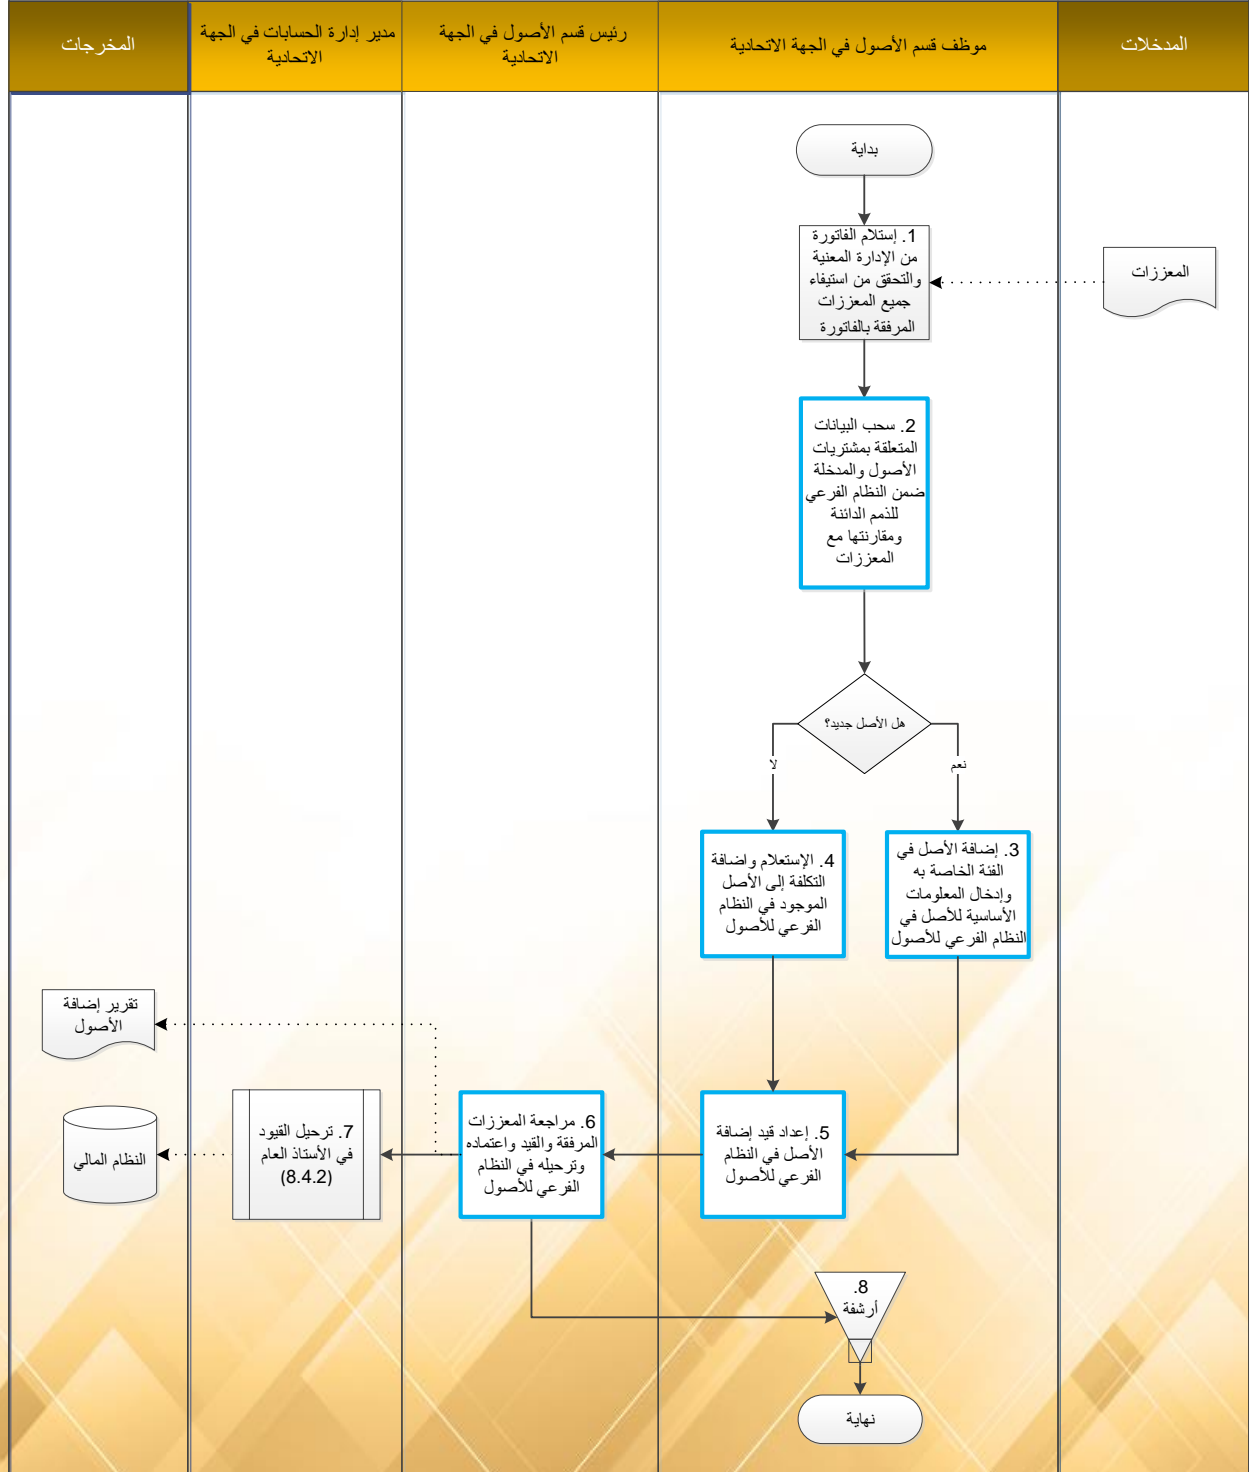 المدخلات
موظف قسم الأصول في الجهة الاتحادية
رئيس قسم الأصول في الجهة
الاتحادية
مدير إدارة الحسابات في الجهة
الاتحادية
المخرجات
بداية
1. إستلام الفاتورة
من الإدارة المعنية
والتحقق من استيفاء
جميع المعززات
المرفقة بالفاتورة
المعززات
2. سحب البيانات
المتعلقة بمشتريات
الأصول والمدخلة
ضمن النظام الفرعي
للذمم الدائنة
ومقارنتها مع
المعززات
هل الأصل جديد؟
نعم
لا
3. إضافة الأصل في
الفئة الخاصة به
وإدخال المعلومات
الأساسية للأصل في
النظام الفرعي للأصول
4. الإستعلام واضافة
التكلفة إلى الأصل
الموجود في النظام
الفرعي للأصول
5. إعداد قيد إضافة
الأصل في النظام
الفرعي للأصول
6. مراجعة المعززات
المرفقة والقيد واعتماده
وترحيله في النظام
الفرعي للأصول
تقرير إضافة
الأصول
7. ترحيل القيود
في الأستاذ العام
(8.4.2)
النظام المالي
8.
أرشفة
نهاية